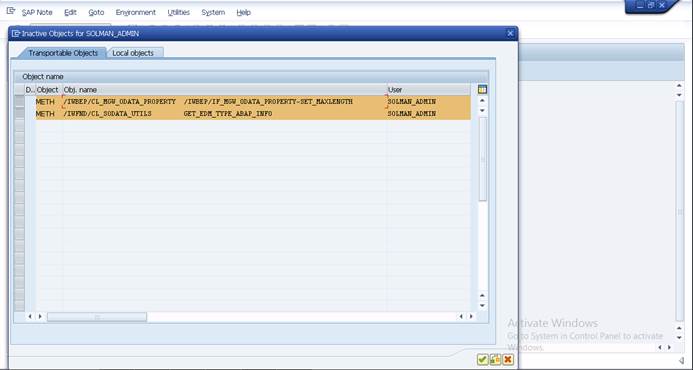 SAP Note Edit Goto Environment Utilities System Help
Inactive Objects for SOLMAN_ADMIN
Transportable Objects Local objects
Object name
D.. Object Obj. name User
METH /IWBEP/CL_MGW_ODATA_PROPERTY /IWBEP/IF_MGW_ODATA_PROPERTY~SET_MAXLENGTH SOLMAN_ADMIN
METH /IWFND/CL_SODATA_UTILS GET_EDM_TYPE_ABAP_INFO SOLMAN_ADMIN
Activate Windows
Go to System in Control Panel to activate
Windows.